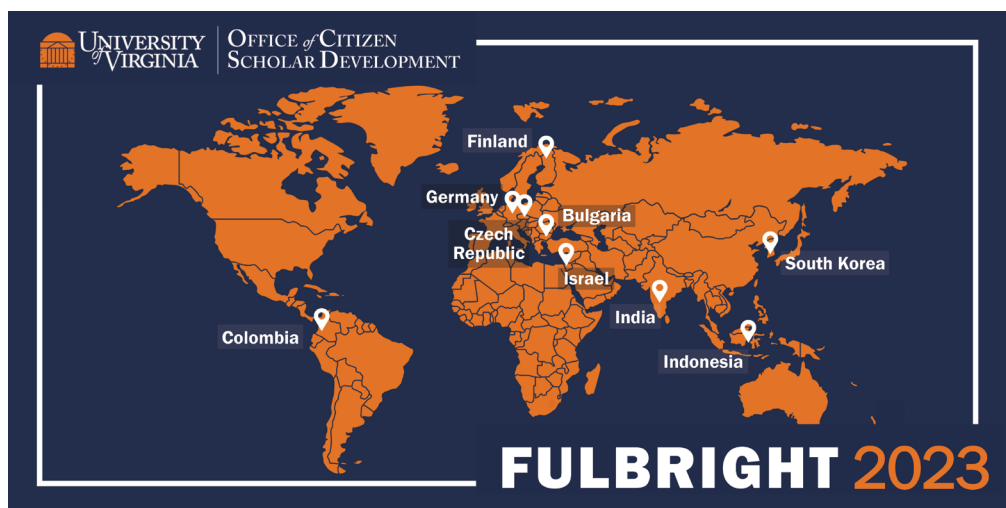 UNIVERSITY
of VIRGINIA
OFFICE of CITIZEN
SCHOLAR DEVELOPMENT
Finland
Germany
Bulgaria
Czech
Republic
South Korea
Israel
India
Colombia
Indonesia
FULBRIGHT 2023